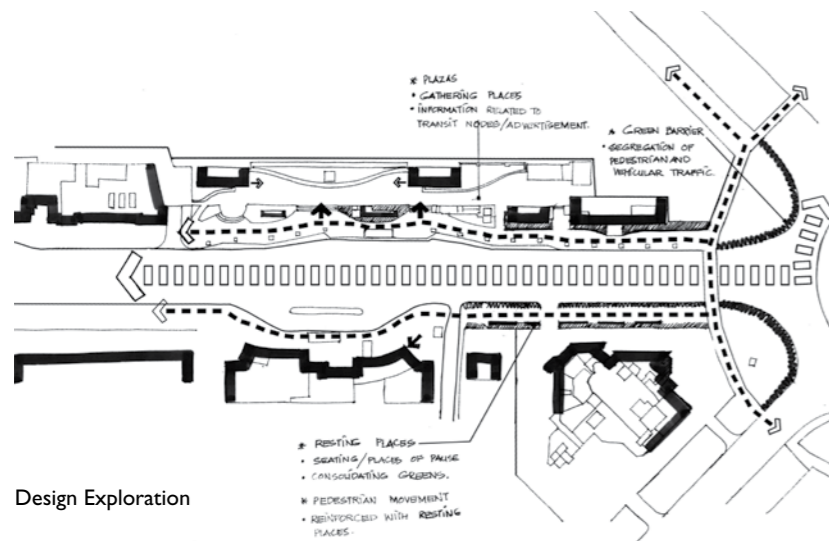 * PLAZAS
• GATHERING PLACES
• INFORMATION RELATED TO
TRANSIT NODES/ADVERTISEMENT.
* GREEN BARRIER
• SEGREGATION OF
PEDESTRIAN AND
VEHICULAR TRAFFIC.
* RESTING PLACES
• SEATING/PLACES OF PAUSE
• CONSOLIDATING GREENS.
* PEDESTRIAN MOVEMENT
• REINFORCED WITH RESTING
PLACES.
Design Exploration